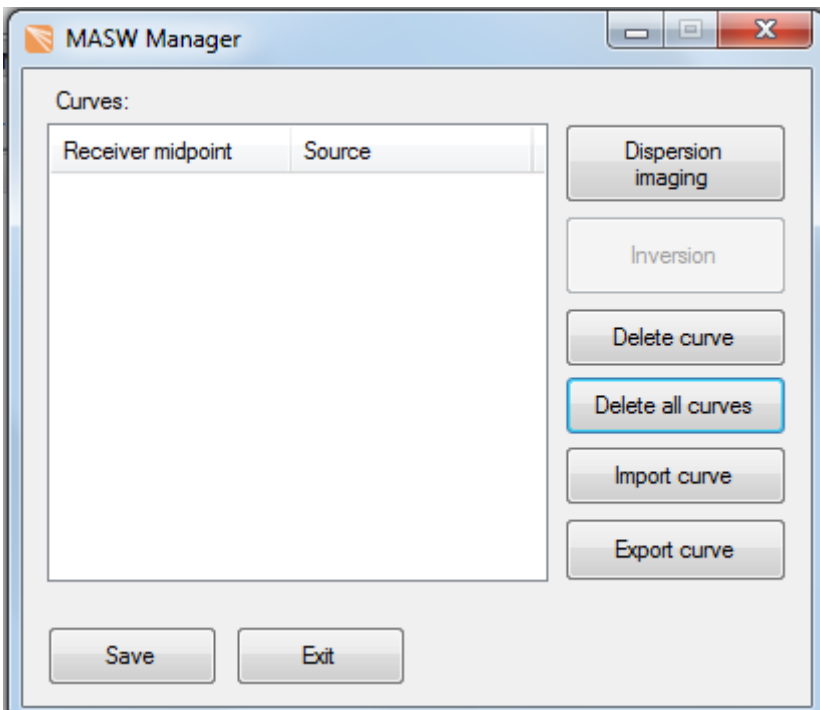 MASW Manager
Curves:
Receiver midpoint Source
Dispersion
imaging
Inversion
Delete curve
Delete all curves
Import curve
Export curve
Save Exit